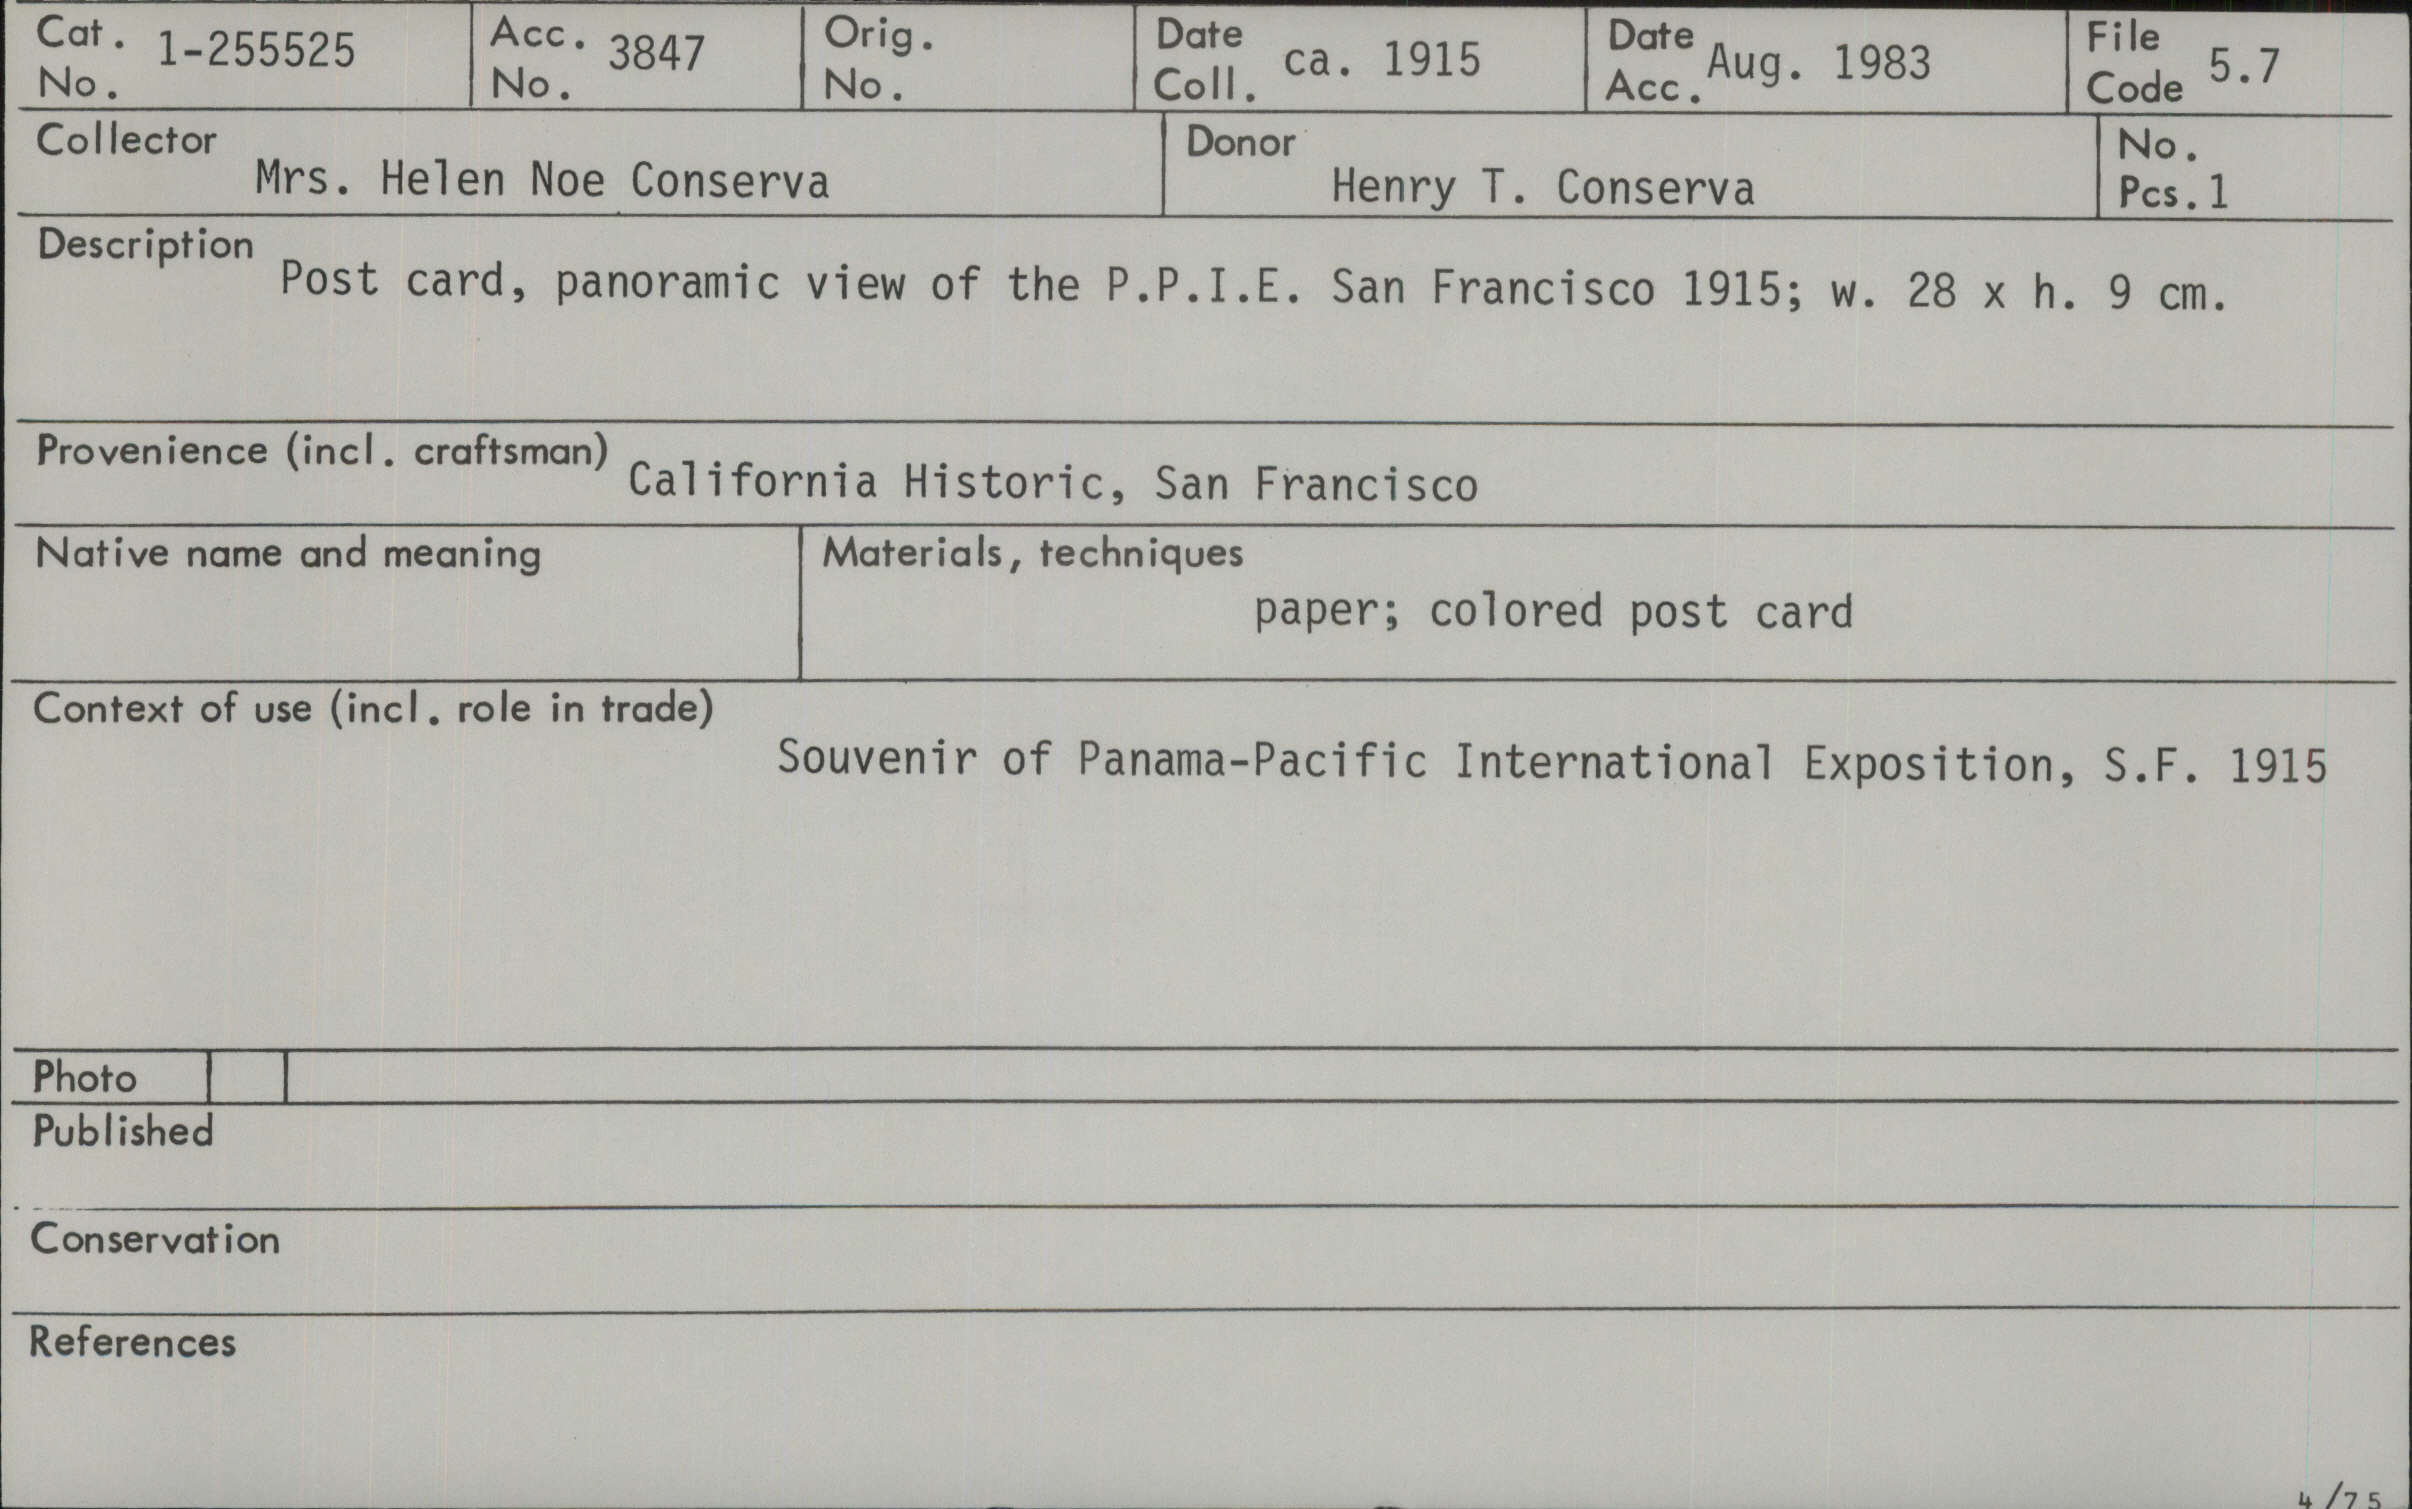 Cat. No. 1-255525
Acc. No. 3847
Orig. No.
Date Coll. ca. 1915
Date Acc. Aug. 1983
File Code 5.7
Collector Mrs. Helen Noe Conserva
Donor Henry T. Conserva
No. Pcs. 1
Description Post card, panoramic view of the P.P.I.E. San Francisco 1915; w. 28 x h. 9 cm.
Provenience (incl. craftsman) California Historic, San Francisco
Native name and meaning
Materials, techniques
paper; colored post card
Context of use (incl. role in trade)
Souvenir of Panama-Pacific International Exposition, S.F. 1915
Photo
Published
Conservation
References
4/75